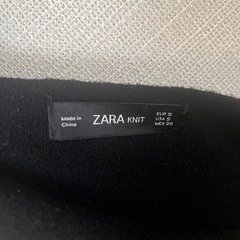 Made in
China
ZARA KNIT
EUR S
USA S
MEX 26